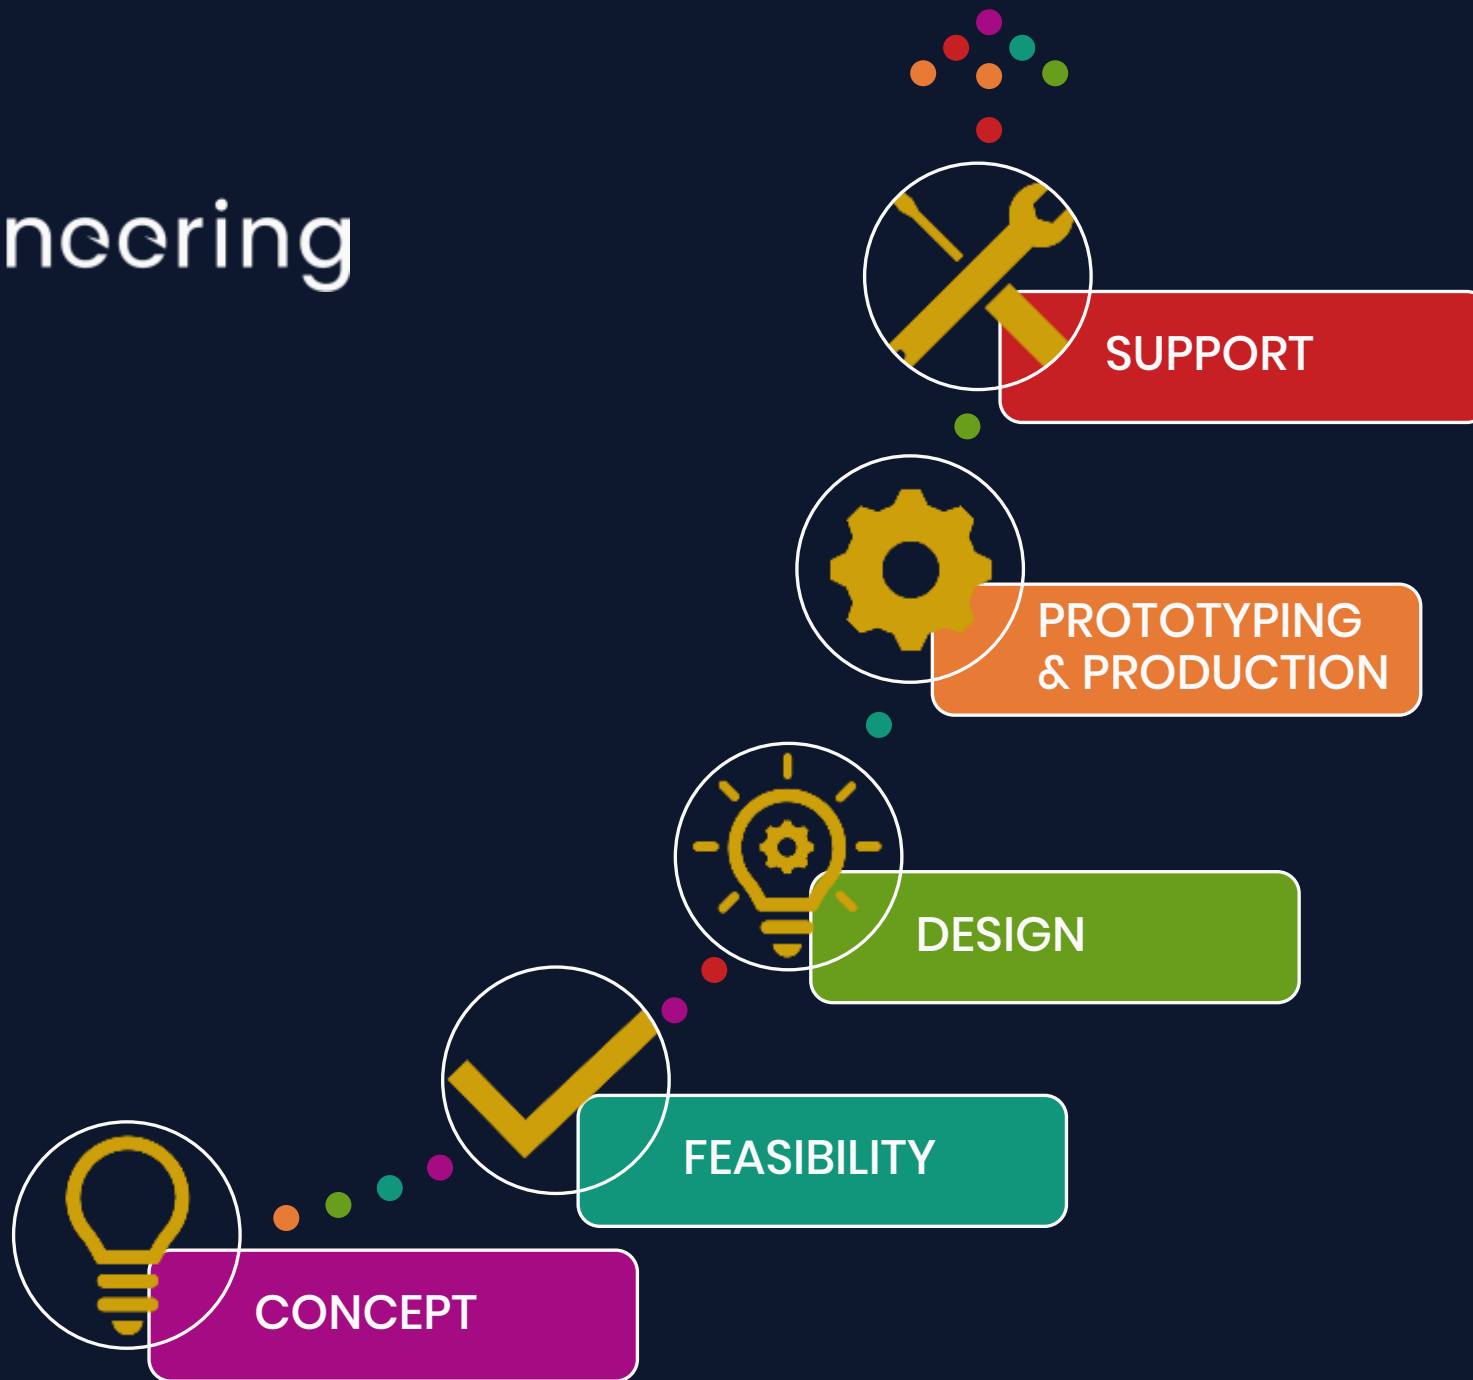 neering
SUPPORT
PROTOTYPING
& PRODUCTION
DESIGN
FEASIBILITY
CONCEPT